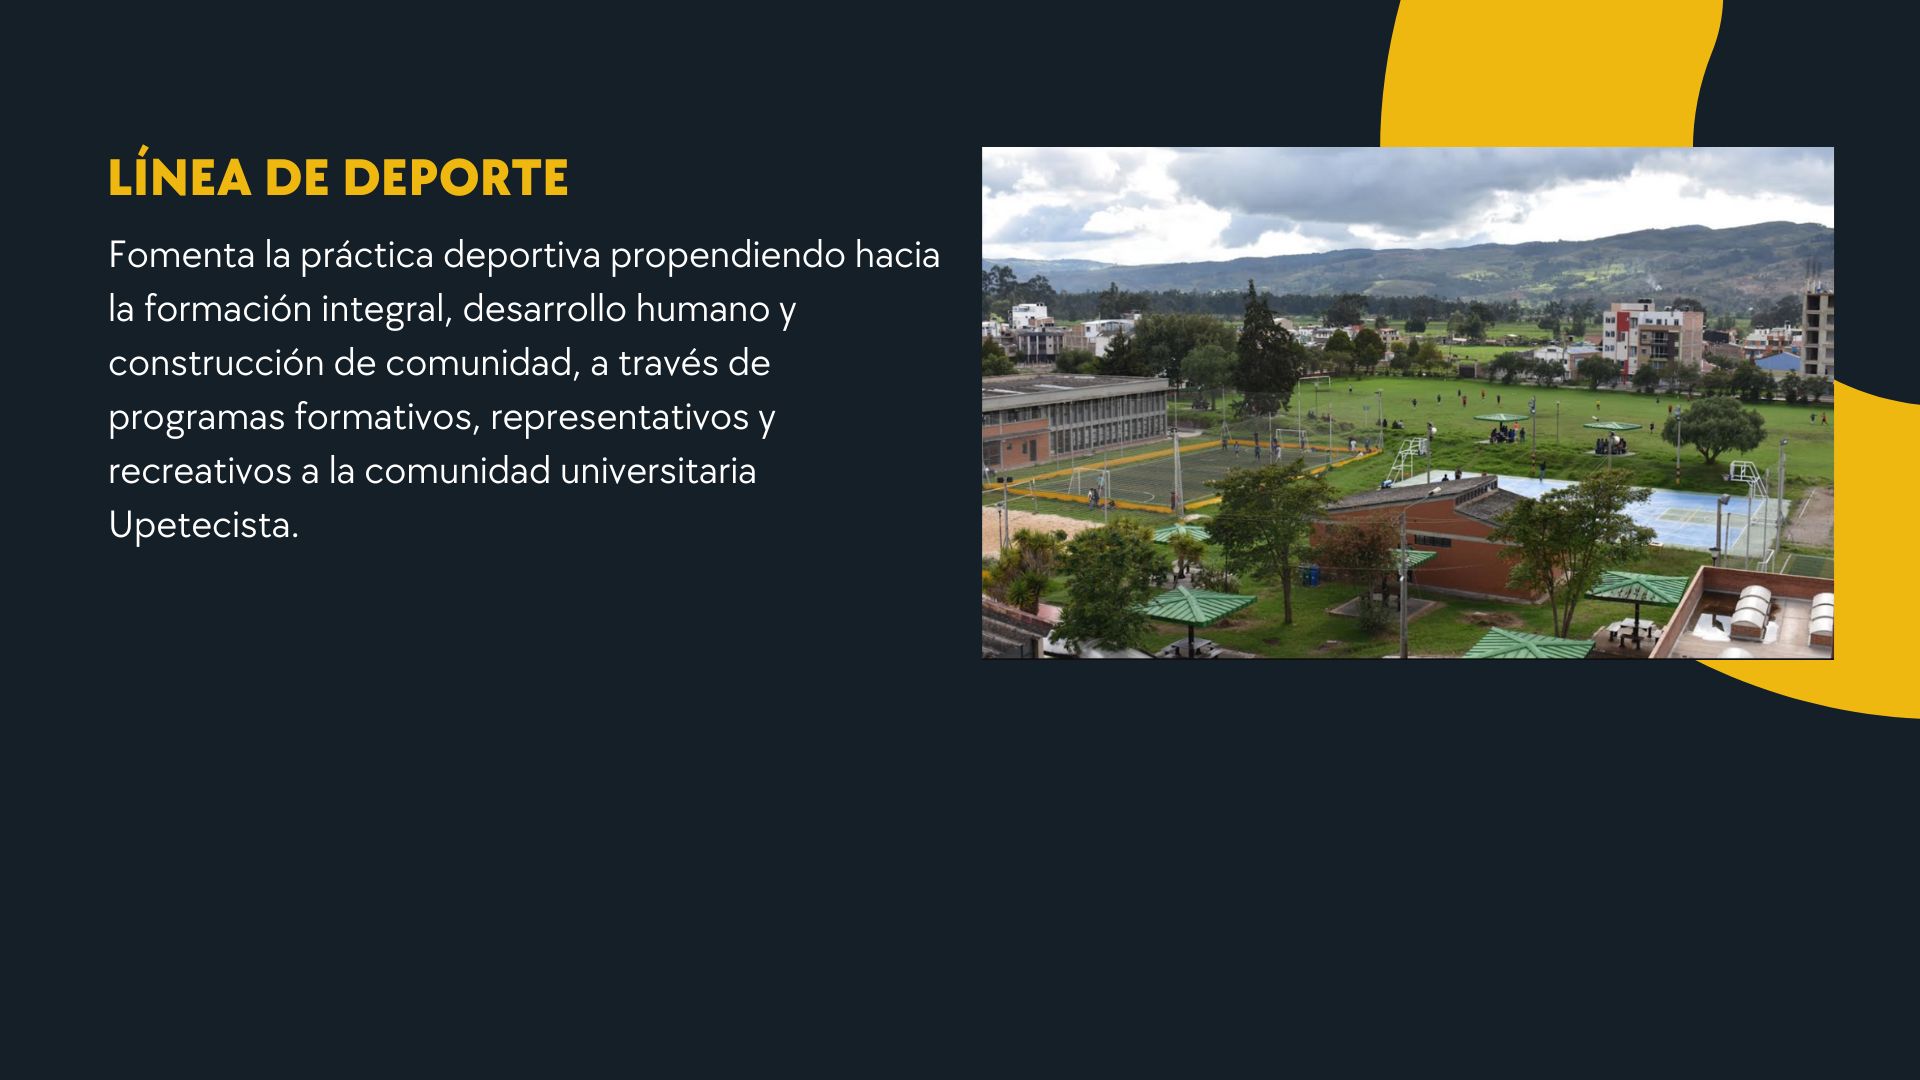 LÍNEA DE DEPORTE
Fomenta la práctica deportiva propendiendo hacia
la formación integral, desarrollo humano y
construcción de comunidad, a través de
programas formativos, representativos y
recreativos a la comunidad universitaria
Upetecista.